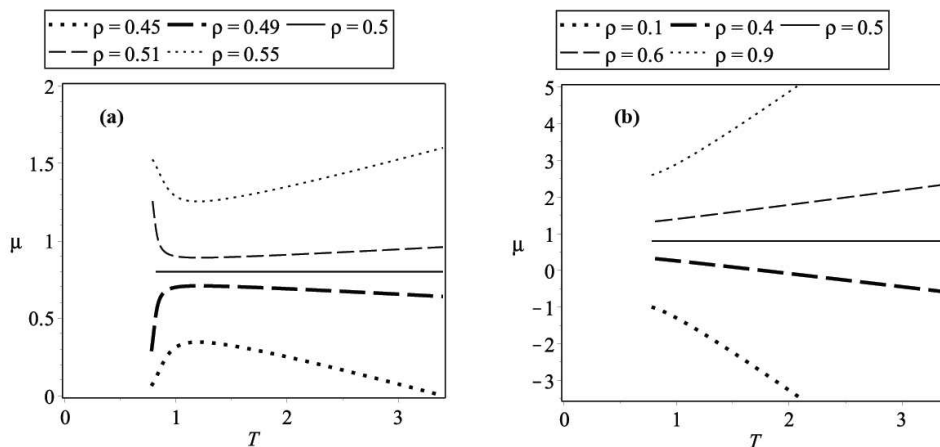 ρ = 0.45 ρ = 0.49 ρ = 0.5
ρ = 0.51 ρ = 0.55
2
(a)
1.5
μ 1
0.5
0
0 1 2 3
T
ρ = 0.1 ρ = 0.4 ρ = 0.5
ρ = 0.6 ρ = 0.9
5
(b)
4
3
2
μ 1
0
−1
−2
−3
0 1 2 3
T